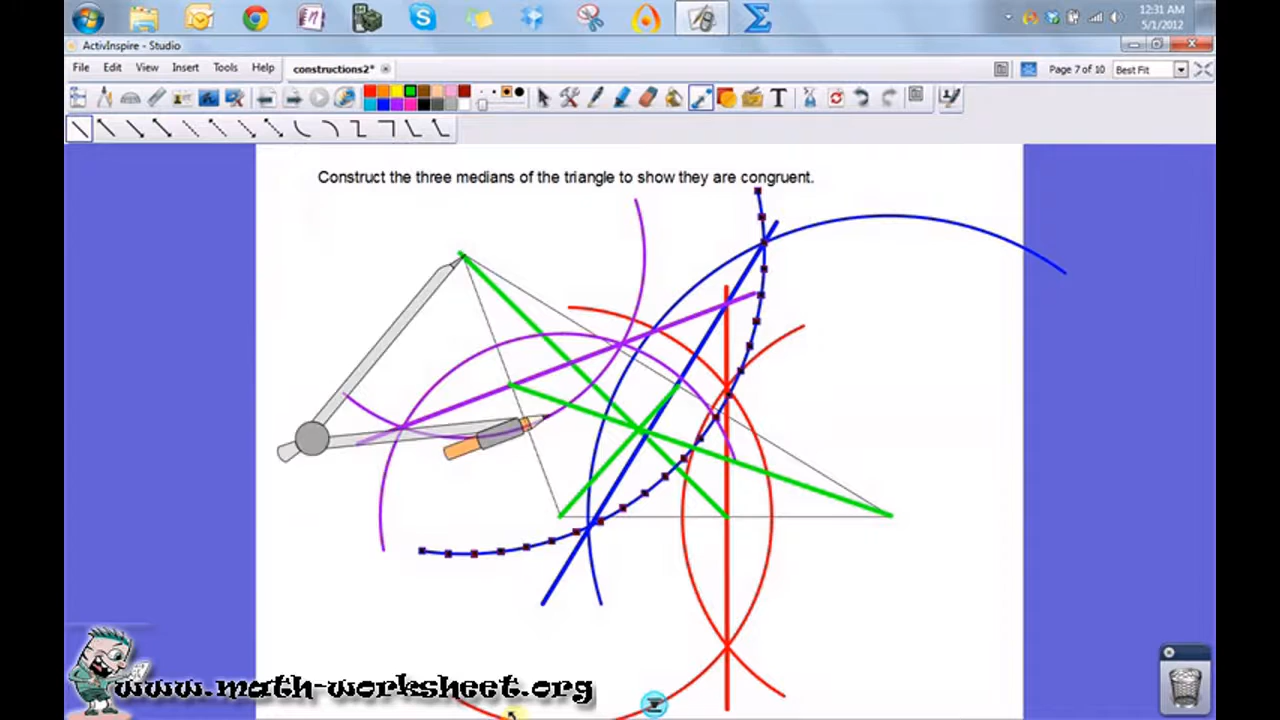 12:31 AM
5/1/2012
ActivInspire - Studio
File Edit View Insert Tools Help constructions2* Page 7 of 10 Best Fit
Construct the three medians of the triangle to show they are congruent.
www.math-worksheet.org